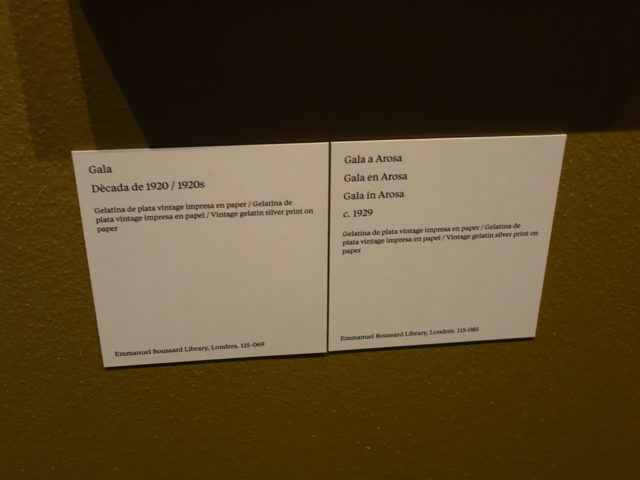 Gala
Dècada de 1920 / 1920s
Gelatina de plata vintage impresa en paper / Gelatina de
plata vintage impresa en papel / Vintage gelatin silver print on
paper
Emmanuel Boussard Library, Londres, 115-069
Gala a Arosa
Gala en Arosa
Gala in Arosa
c. 1929
Gelatina de plata vintage impresa en paper / Gelatina de
plata vintage impresa en papel / Vintage gelatin silver print on
paper
Emmanuel Boussard Library, Londres, 115-085